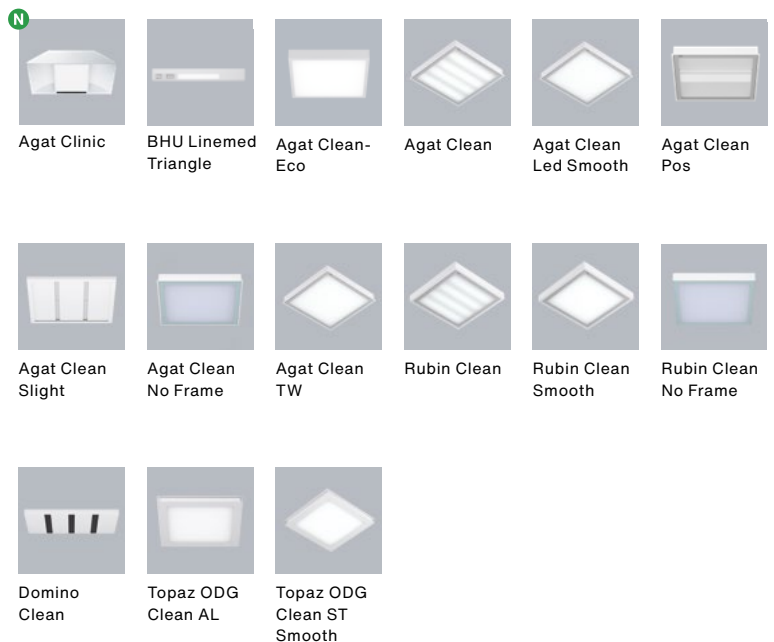 N
Agat Clinic
BHU Linemed
Triangle
Agat Clean-
Eco
Agat Clean
Agat Clean
Led Smooth
Agat Clean
Pos
Agat Clean
Slight
Agat Clean
No Frame
Agat Clean
TW
Rubin Clean
Rubin Clean
Smooth
Rubin Clean
No Frame
Domino
Clean
Topaz ODG
Clean AL
Topaz ODG
Clean ST
Smooth